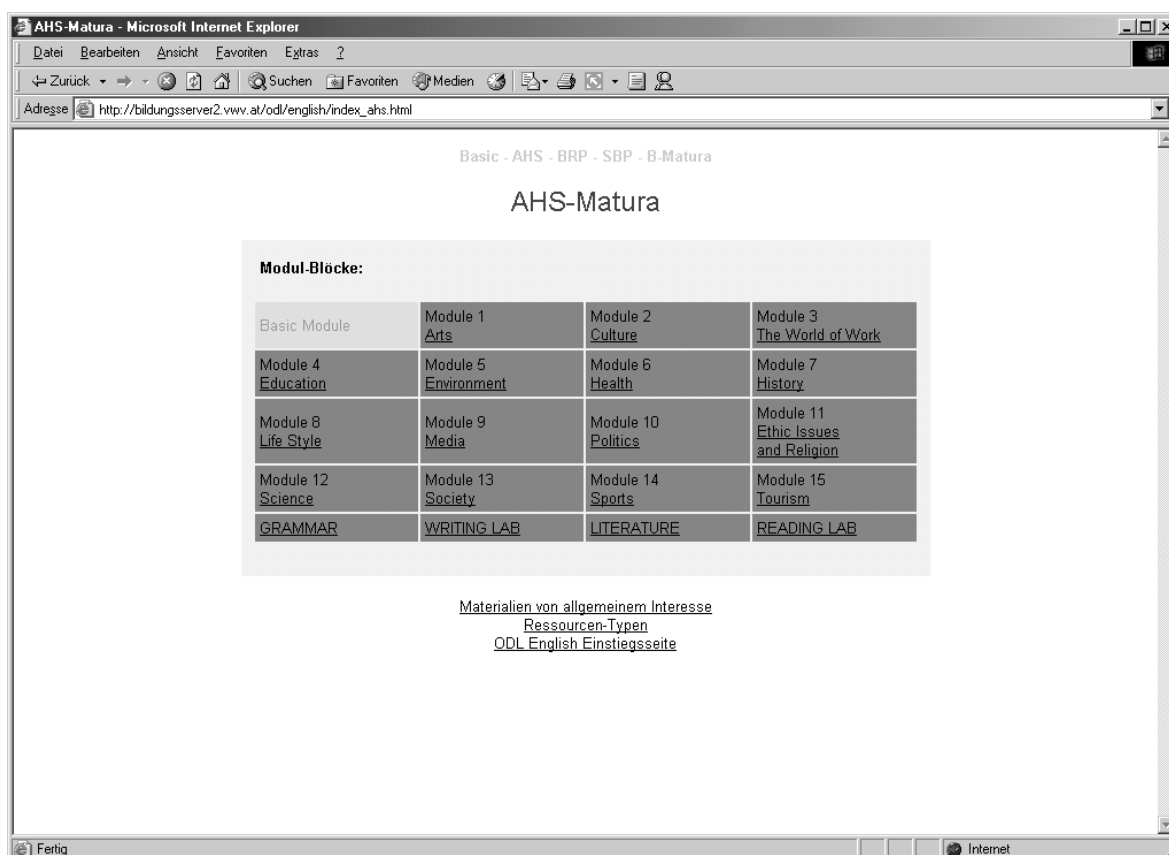 AHS-Matura - Microsoft Internet Explorer
Datei Bearbeiten Ansicht Favoriten Extras ?
Zurück Suchen Favoriten Medien
Adresse http://bildungsserver2.vwv.at/odl/english/index_ahs.html
Basic - AHS - BRP - SBP - B-Matura
AHS-Matura
Modul-Blöcke:
Basic Module
Module 1
Arts
Module 2
Culture
Module 3
The World of Work
Module 4
Education
Module 5
Environment
Module 6
Health
Module 7
History
Module 8
Life Style
Module 9
Media
Module 10
Politics
Module 11
Ethic Issues
and Religion
Module 12
Science
Module 13
Society
Module 14
Sports
Module 15
Tourism
GRAMMAR
WRITING LAB
LITERATURE
READING LAB
Materialien von allgemeinem Interesse
Ressourcen-Typen
ODL English Einstiegsseite
Fertig
Internet